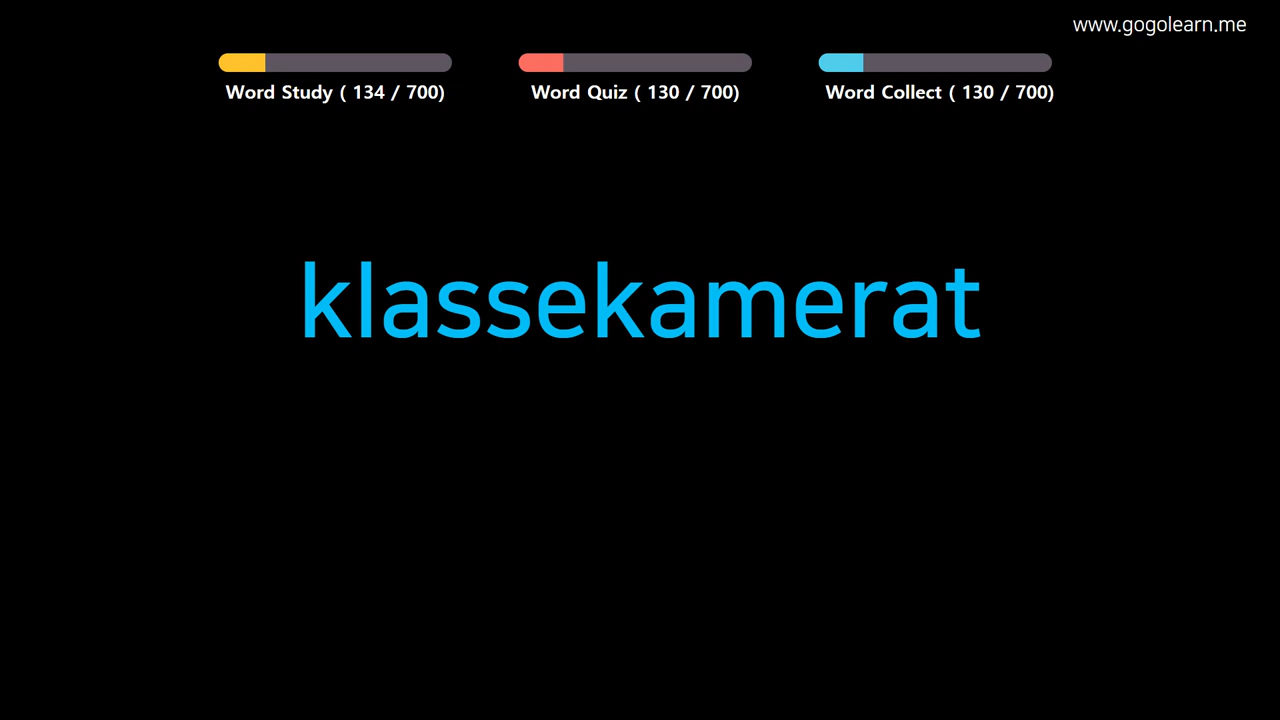 www.gogolearn.me
Word Study ( 134 / 700)
Word Quiz ( 130 / 700)
Word Collect ( 130 / 700)
klassekamerat